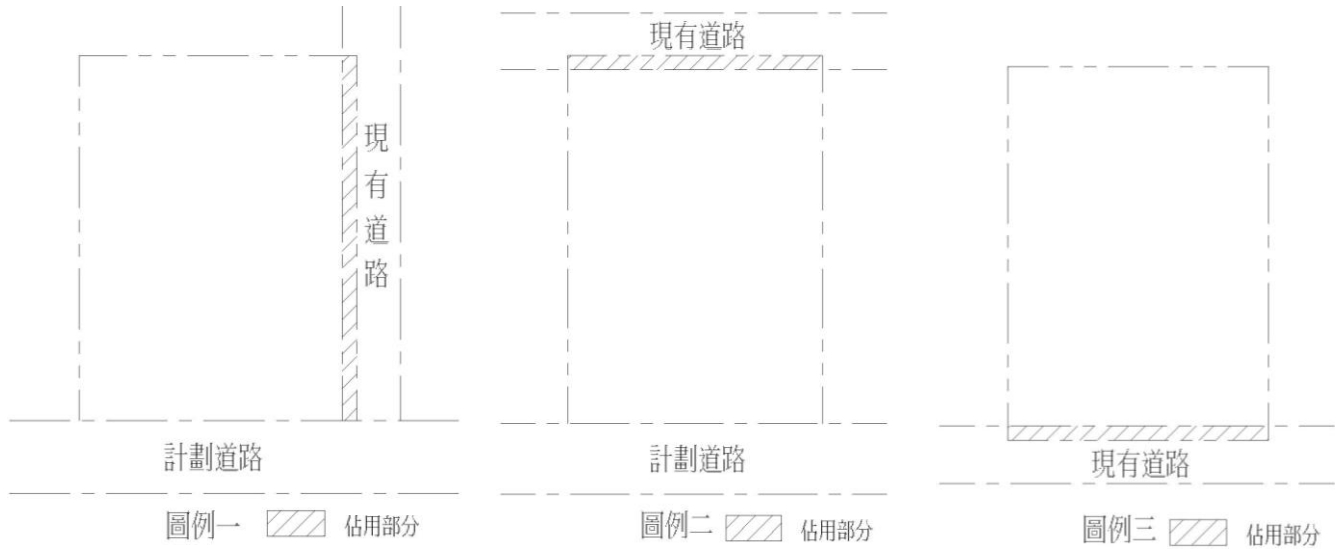 現有道路
計劃道路
圖例一 佔用部分
現有道路
計劃道路
圖例二 佔用部分
現有道路
圖例三 佔用部分